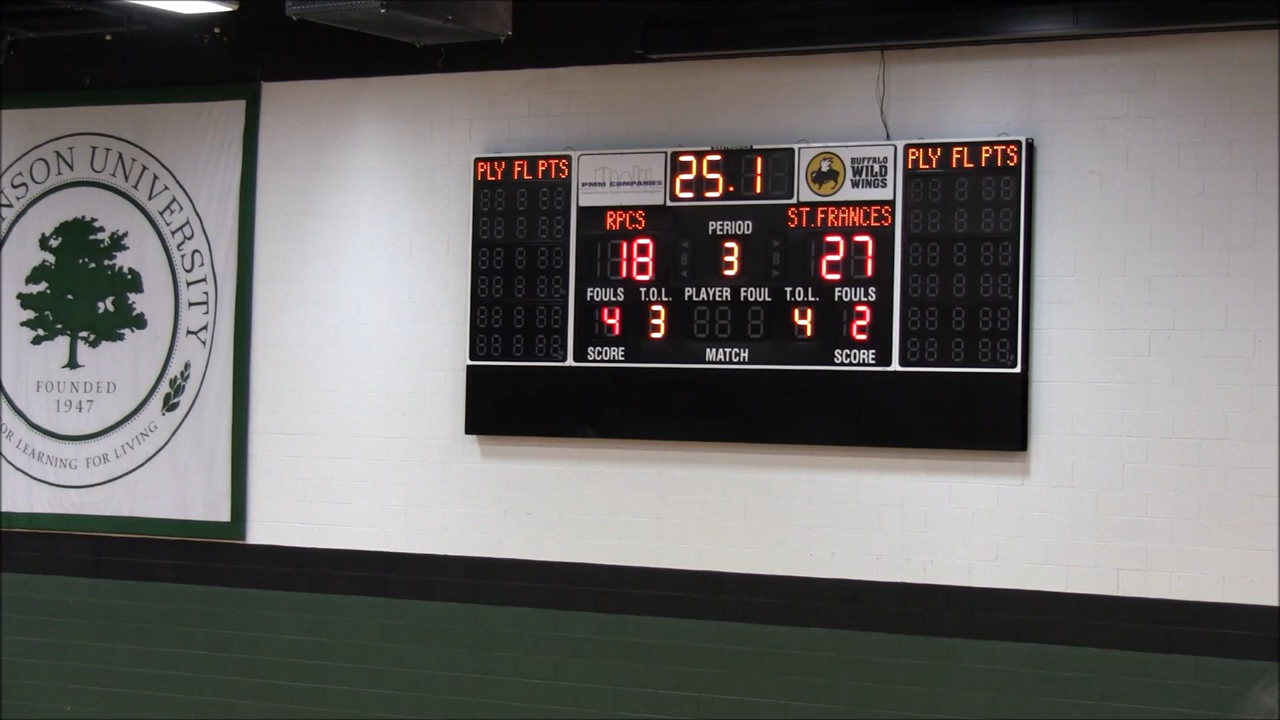 NSON UNIVERSITY
FOUNDED
1947
OR LEARNING FOR LIVING
PLY FL PTS
PMM COMPANIES
25.1
BUFFALO
WILD
WINGS
PLY FL PTS
RPCS
PERIOD
ST.FRANCES
18
3
27
FOULS T.O.L. PLAYER FOUL T.O.L. FOULS
4 3 4 2
SCORE MATCH SCORE